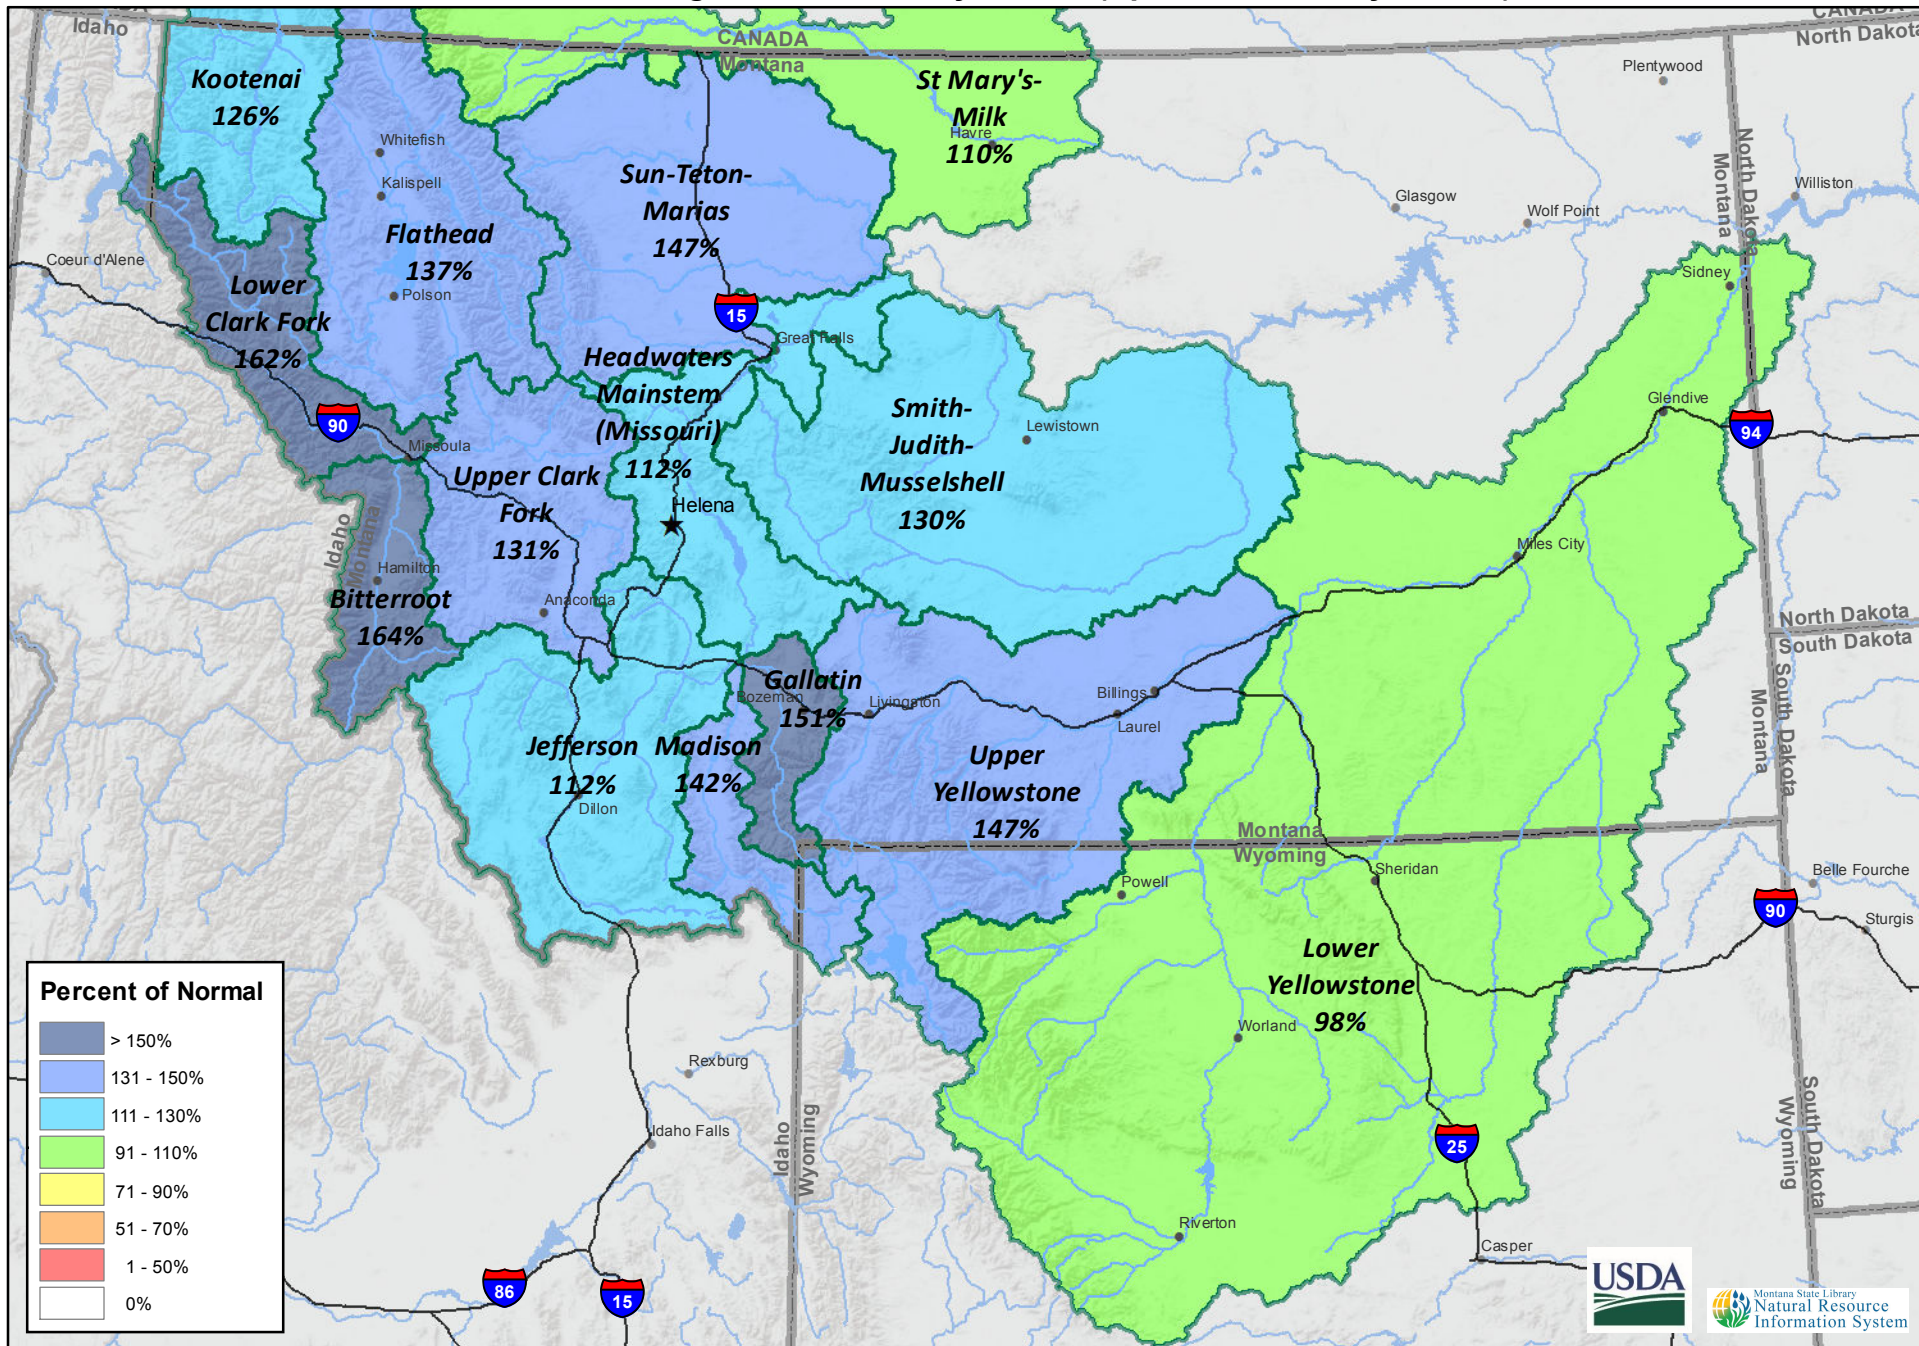 CANADA
Idaho
CANADA
Montana
CANADA
North Dakota
Kootenai
126%
St Mary's-
Milk
110%
Havre
Plentywood
Whitefish
Kalispell
Sun-Teton-
Marias
147%
North Dakota
Montana
Glasgow
Wolf Point
Williston
Flathead
137%
Polson
Coeur d'Alene
Lower
Clark Fork
162%
Sidney
15
Great Falls
Headwaters
Mainstem
(Missouri)
112%
Smith-
Judith-
Musselshell
130%
Lewistown
Glendive
94
90
Missoula
Upper Clark
Fork
131%
Helena
Miles City
Idaho
Montana
Hamilton
Bitterroot
164%
Anaconda
North Dakota
South Dakota
South Dakota
Montana
Gallatin
151%
Bozeman
Livingston
Billings
Laurel
Jefferson
112%
Dillon
Madison
142%
Upper
Yellowstone
147%
Montana
Wyoming
Powell
Sheridan
Belle Fourche
90
Sturgis
Lower
Yellowstone
98%
Worland
Percent of Normal
> 150%
131 - 150%
111 - 130%
91 - 110%
71 - 90%
51 - 70%
1 - 50%
0%
Rexburg
Idaho Falls
Idaho
Wyoming
South Dakota
Wyoming
25
Riverton
Casper
86
15
USDA
Montana State Library
Natural Resource
Information System